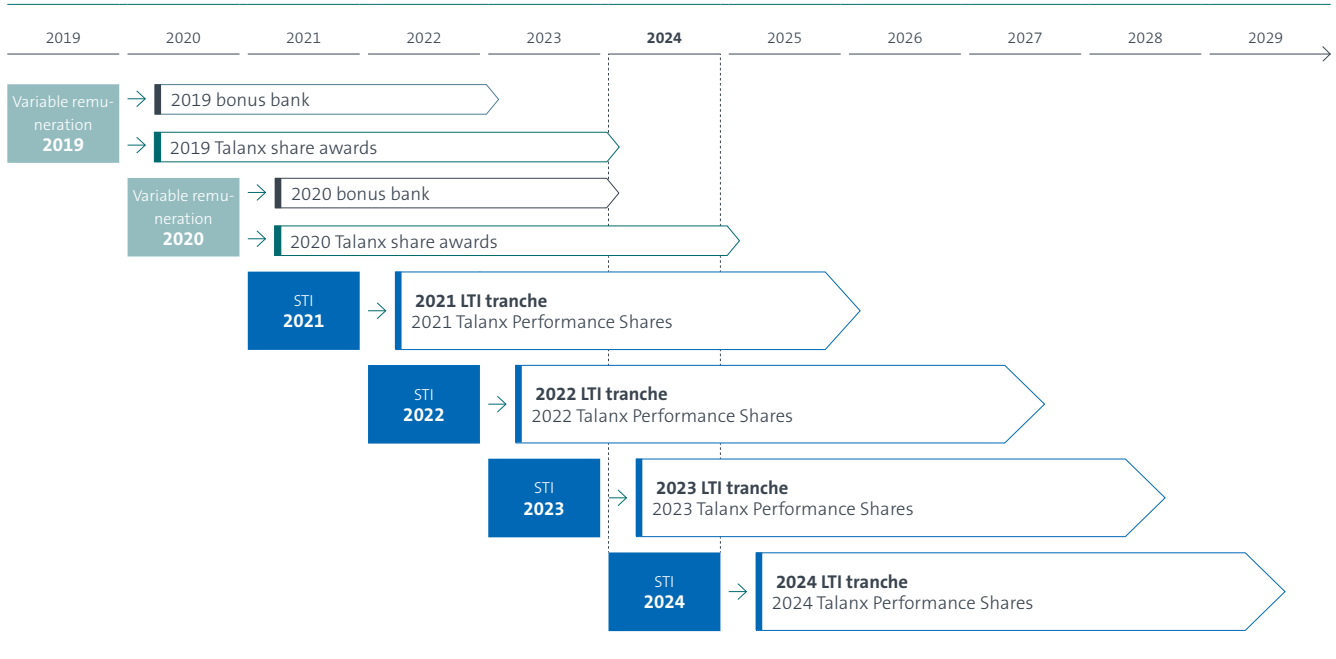 2019 2020 2021 2022 2023 2024 2025 2026 2027 2028 2029
Variable remu-
neration
2019
2019 bonus bank
2019 Talanx share awards
Variable remu-
neration
2020
2020 bonus bank
2020 Talanx share awards
STI
2021
2021 LTI tranche
2021 Talanx Performance Shares
STI
2022
2022 LTI tranche
2022 Talanx Performance Shares
STI
2023
2023 LTI tranche
2023 Talanx Performance Shares
STI
2024
2024 LTI tranche
2024 Talanx Performance Shares